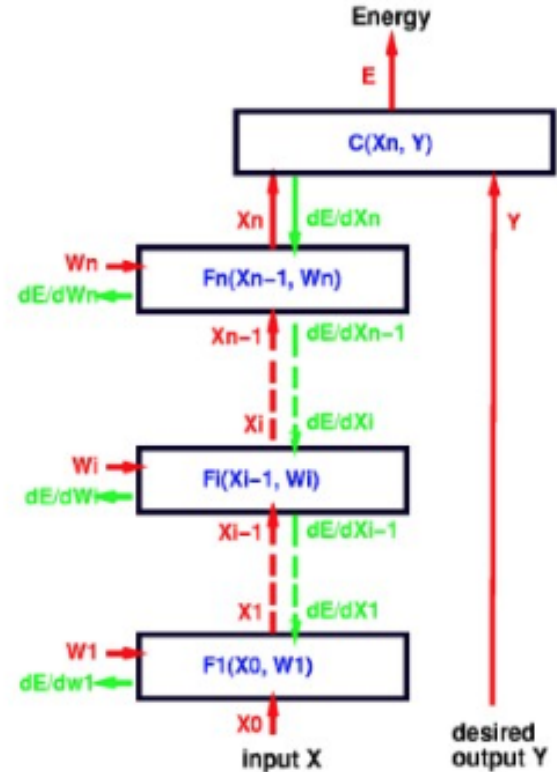 Energy
E
C(Xn, Y)
Xn
dE/dXn
Y
Wn
dE/dWn
Fn(Xn-1, Wn)
Xn-1
dE/dXn-1
Xi
dE/dXi
Wi
dE/dWi
Fi(Xi-1, Wi)
Xi-1
dE/dXi-1
X1
dE/dX1
W1
dE/dw1
F1(X0, W1)
X0
input X
desired
output Y